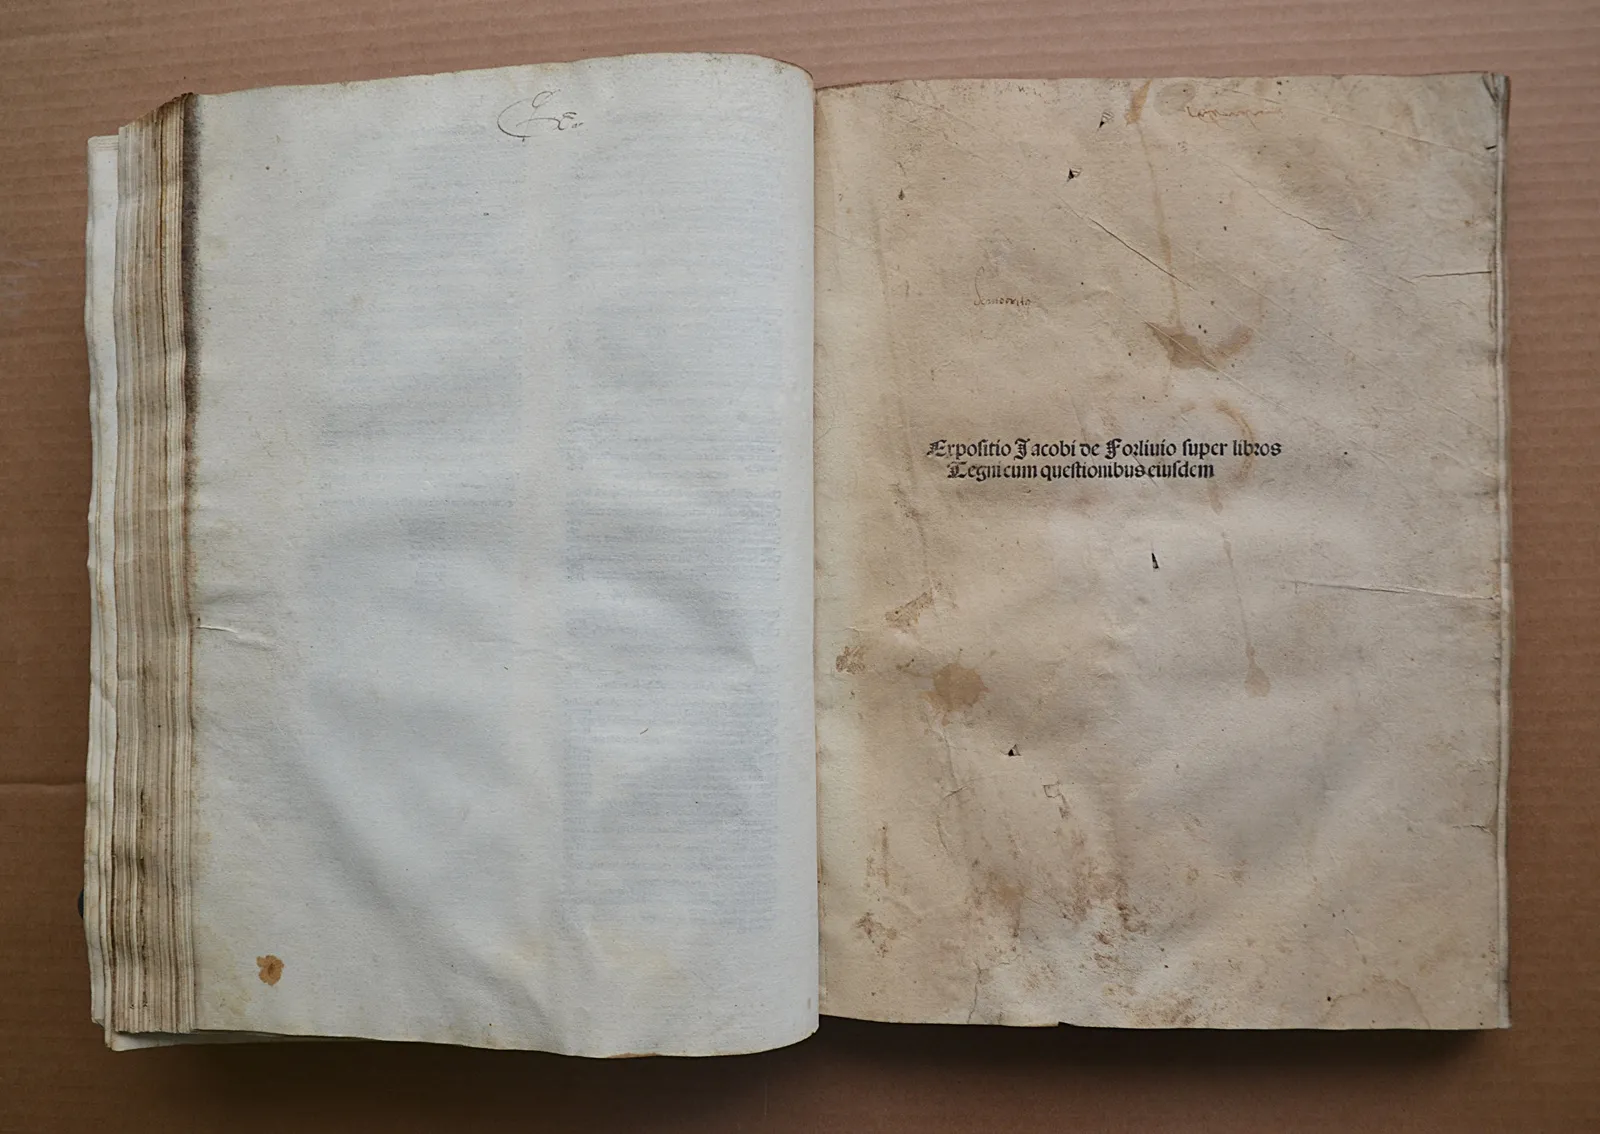 Expositio Jacobi de Forliuio super libros
Tegni cum questionibus eiusdem